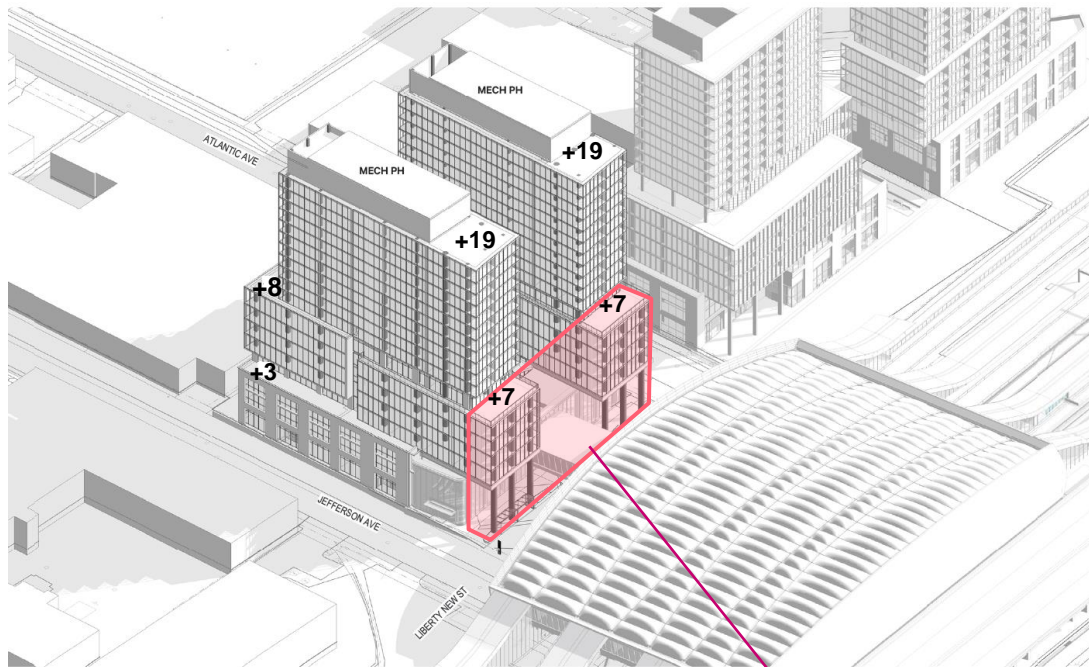 MECH PH
ATLANTIC AVE
+19
MECH PH
+19
+8
+7
+3
+7
JEFFERSON AVE
LIBERTY NEW ST